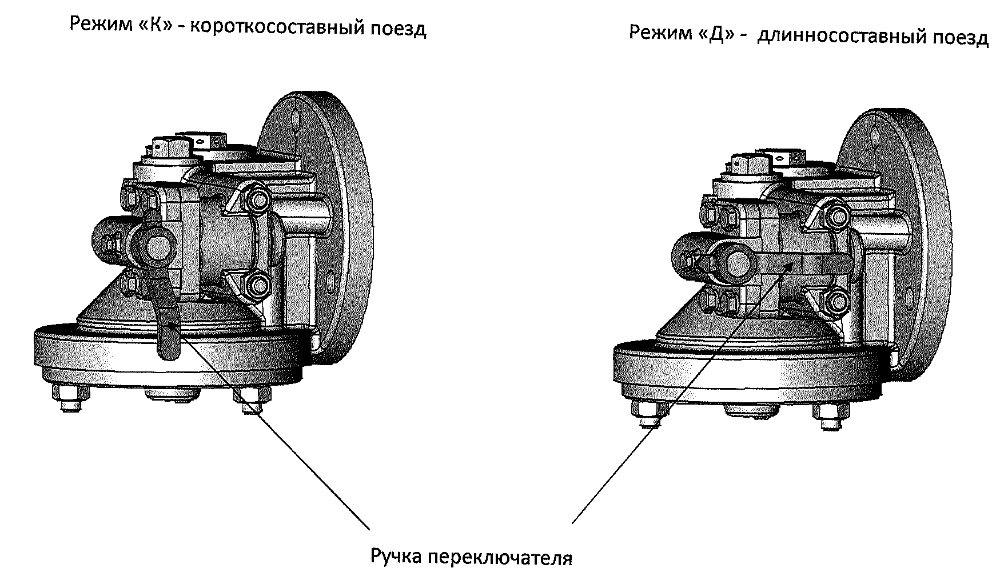 Режим «К» - короткосоставный поезд
Режим «Д» - длинносоставный поезд
Ручка переключателя